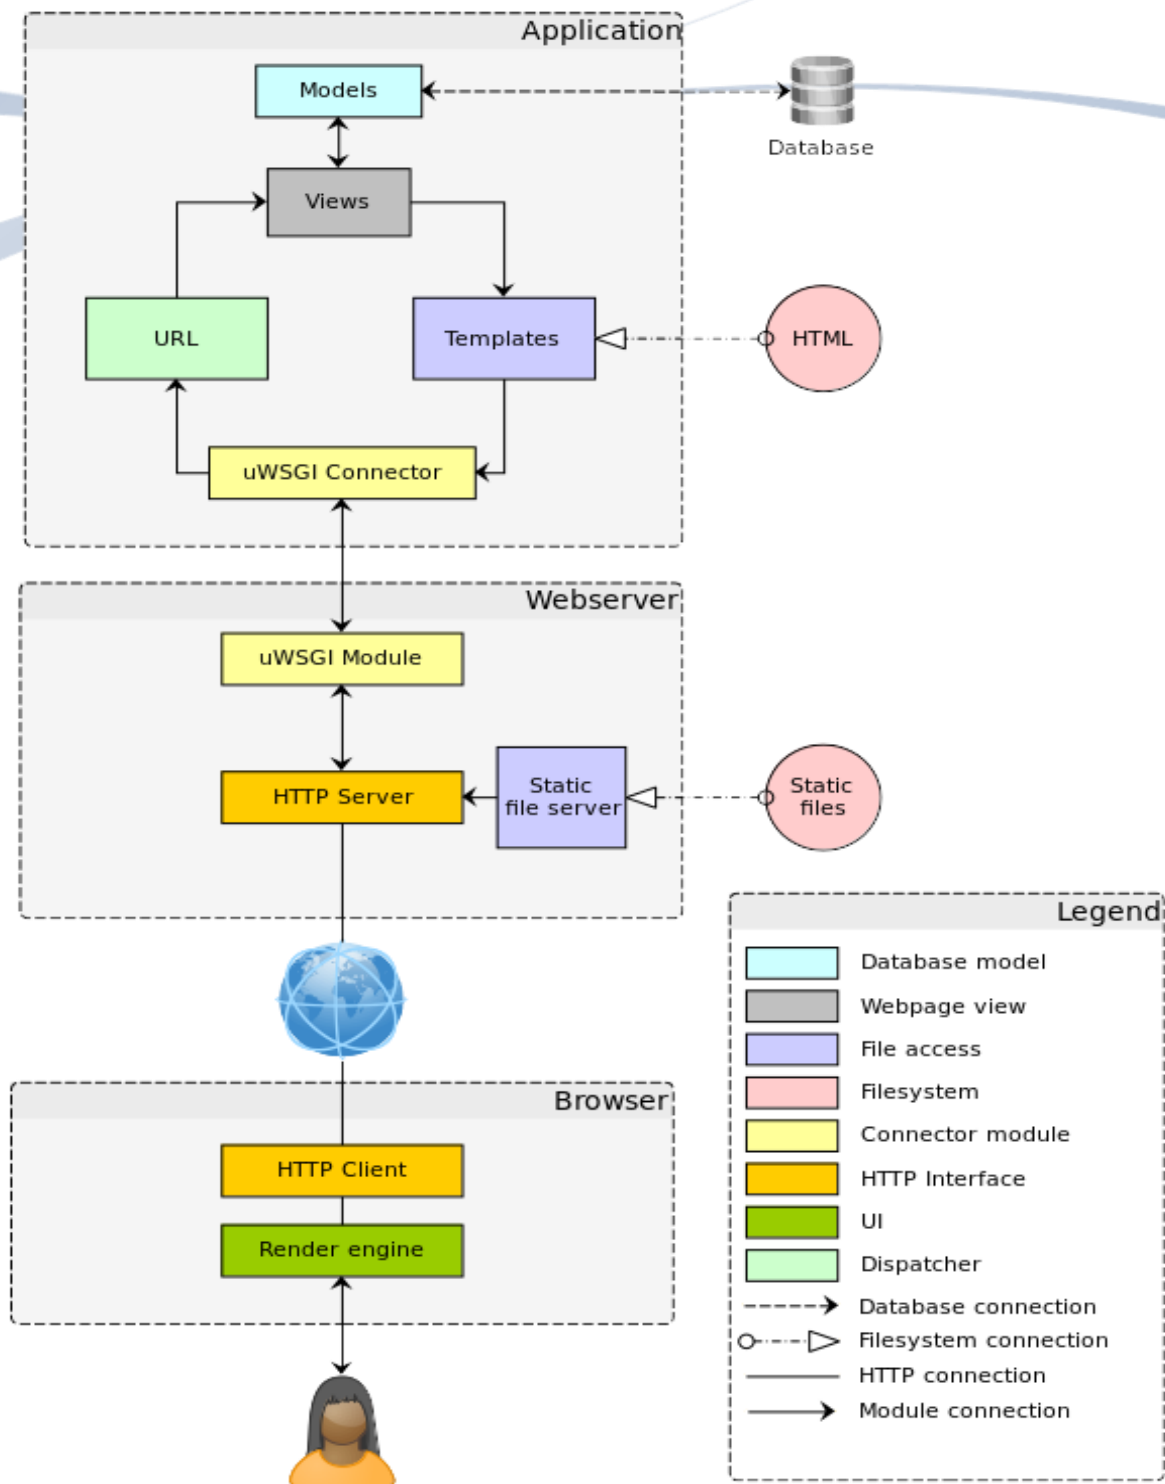 Application
Models
Database
Views
URL
Templates
HTML
uWSGI Connector
Webserver
uWSGI Module
HTTP Server
Static
file server
Static
files
Browser
HTTP Client
Render engine
Legend
Database model
Webpage view
File access
Filesystem
Connector module
HTTP Interface
UI
Dispatcher
Database connection
Filesystem connection
HTTP connection
Module connection